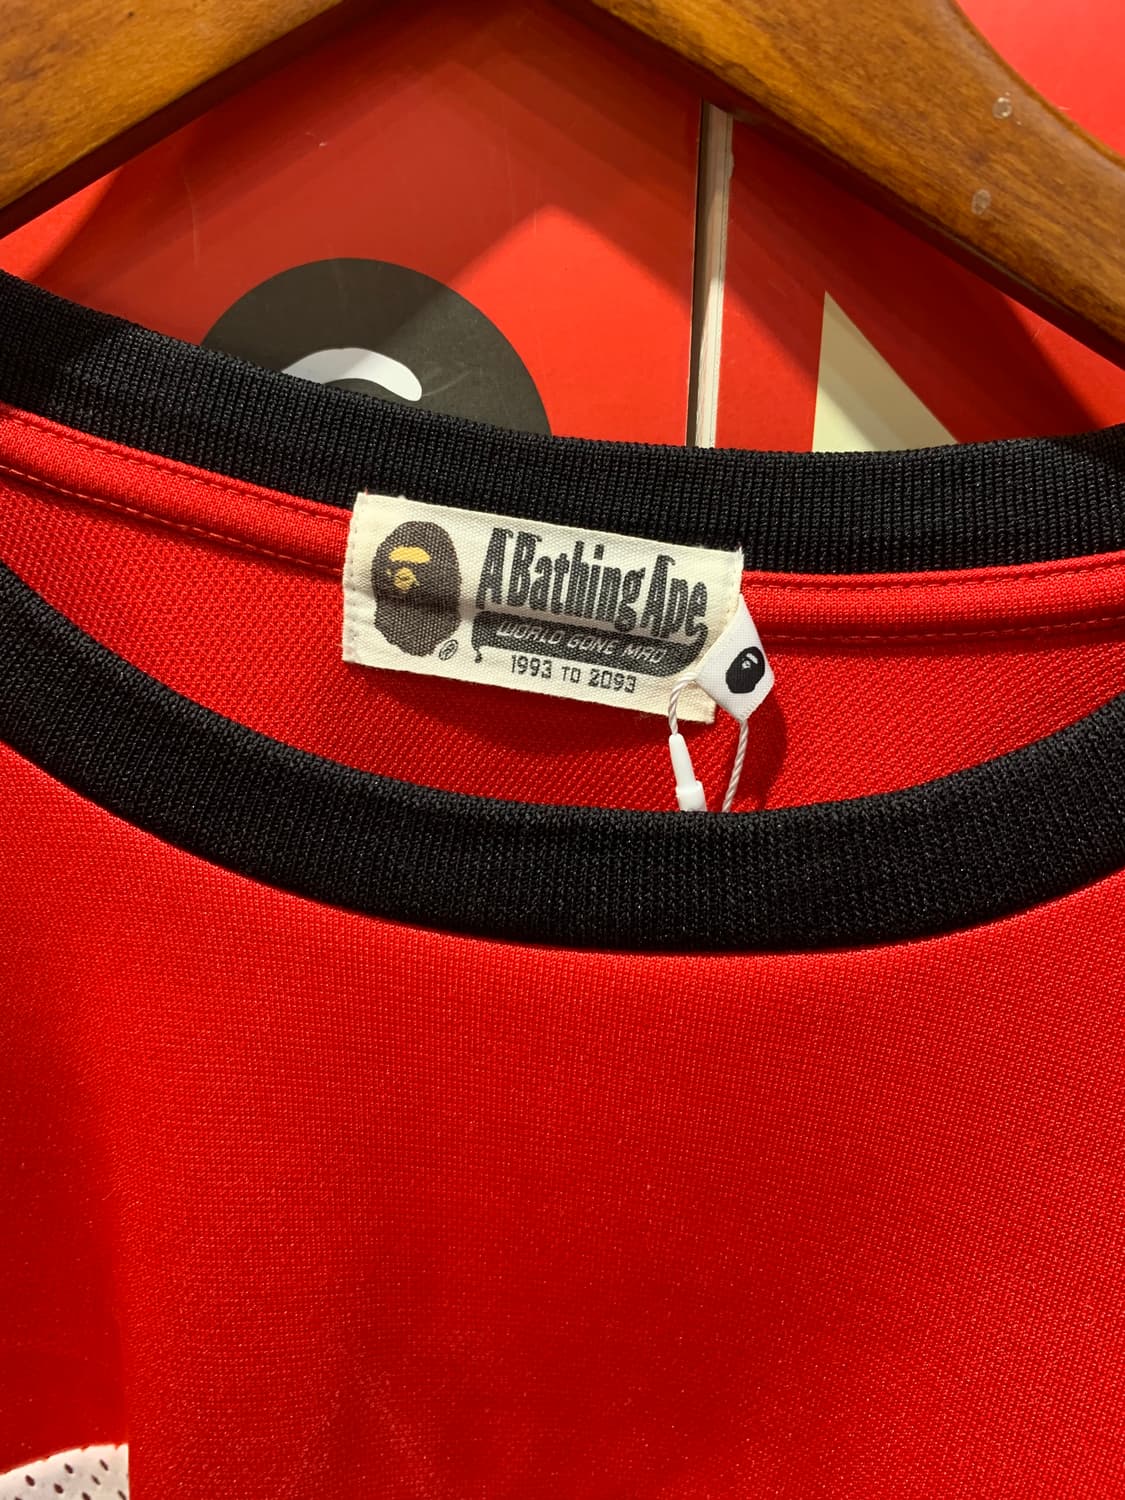 A Bathing Ape
WORLD GONE MAD
1993 TO 2093